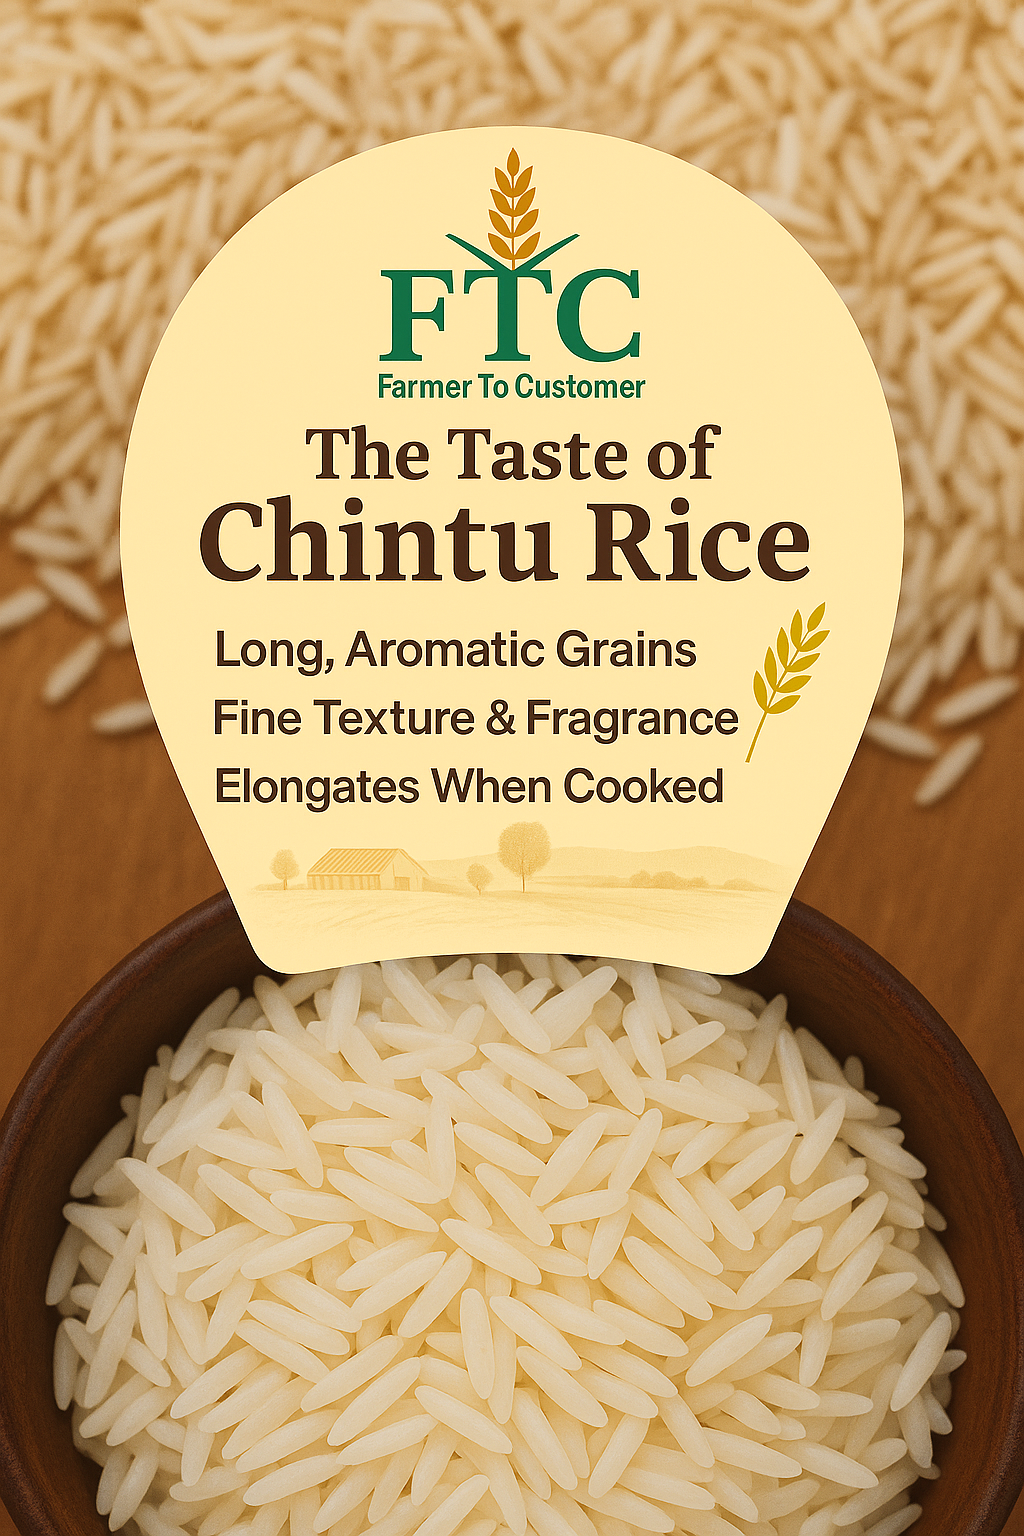 FTC
Farmer To Customer
The Taste of
Chintu Rice
Long, Aromatic Grains
Fine Texture & Fragrance
Elongates When Cooked